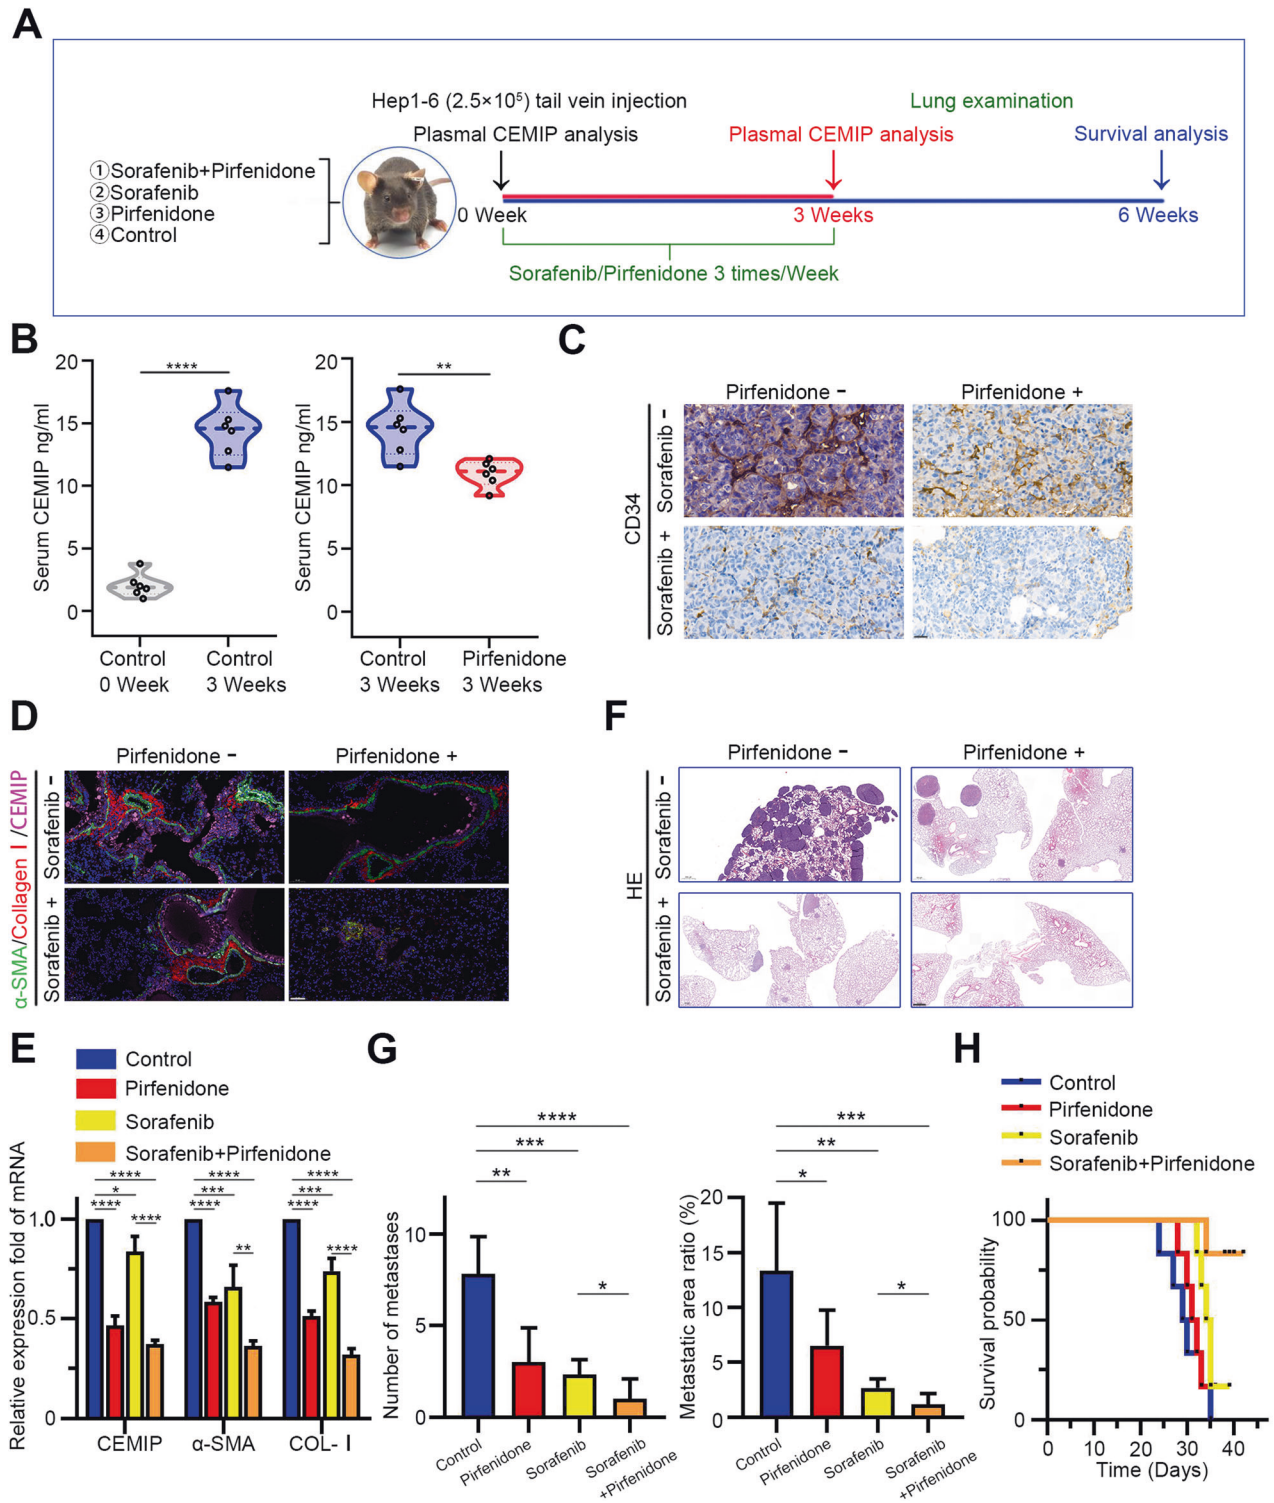 A
Hep1-6 (2.5×10⁵) tail vein injection
Lung examination
Plasmal CEMIP analysis
Plasmal CEMIP analysis
Survival analysis
①Sorafenib+Pirfenidone
②Sorafenib
③Pirfenidone
④Control
0 Week
3 Weeks
6 Weeks
Sorafenib/Pirfenidone 3 times/Week
B
Serum CEMIP ng/ml
20
15
10
5
0
****
Control
0 Week
Control
3 Weeks
Serum CEMIP ng/ml
20
15
10
5
0
**
Control
3 Weeks
Pirfenidone
3 Weeks
C
Pirfenidone -
Pirfenidone +
CD34
Sorafenib -
Sorafenib +
D
Pirfenidone -
Pirfenidone +
α-SMA/Collagen I/CEMIP
Sorafenib -
Sorafenib +
F
Pirfenidone -
Pirfenidone +
HE
Sorafenib -
Sorafenib +
E
Control
Pirfenidone
Sorafenib
Sorafenib+Pirfenidone
Relative expression fold of mRNA
1.0
0.5
0
****
*
****
****
****
***
****
**
****
***
****
****
CEMIP
α-SMA
COL- I
G
Number of metastases
10
5
0
****
***
**
*
Control
Pirfenidone
Sorafenib
Sorafenib
+Pirfenidone
Metastatic area ratio (%)
20
15
10
5
0
***
**
*
*
Control
Pirfenidone
Sorafenib
Sorafenib
+Pirfenidone
H
Control
Pirfenidone
Sorafenib
Sorafenib+Pirfenidone
Survival probability
100
50
0
0
10
20
30
40
Time (Days)